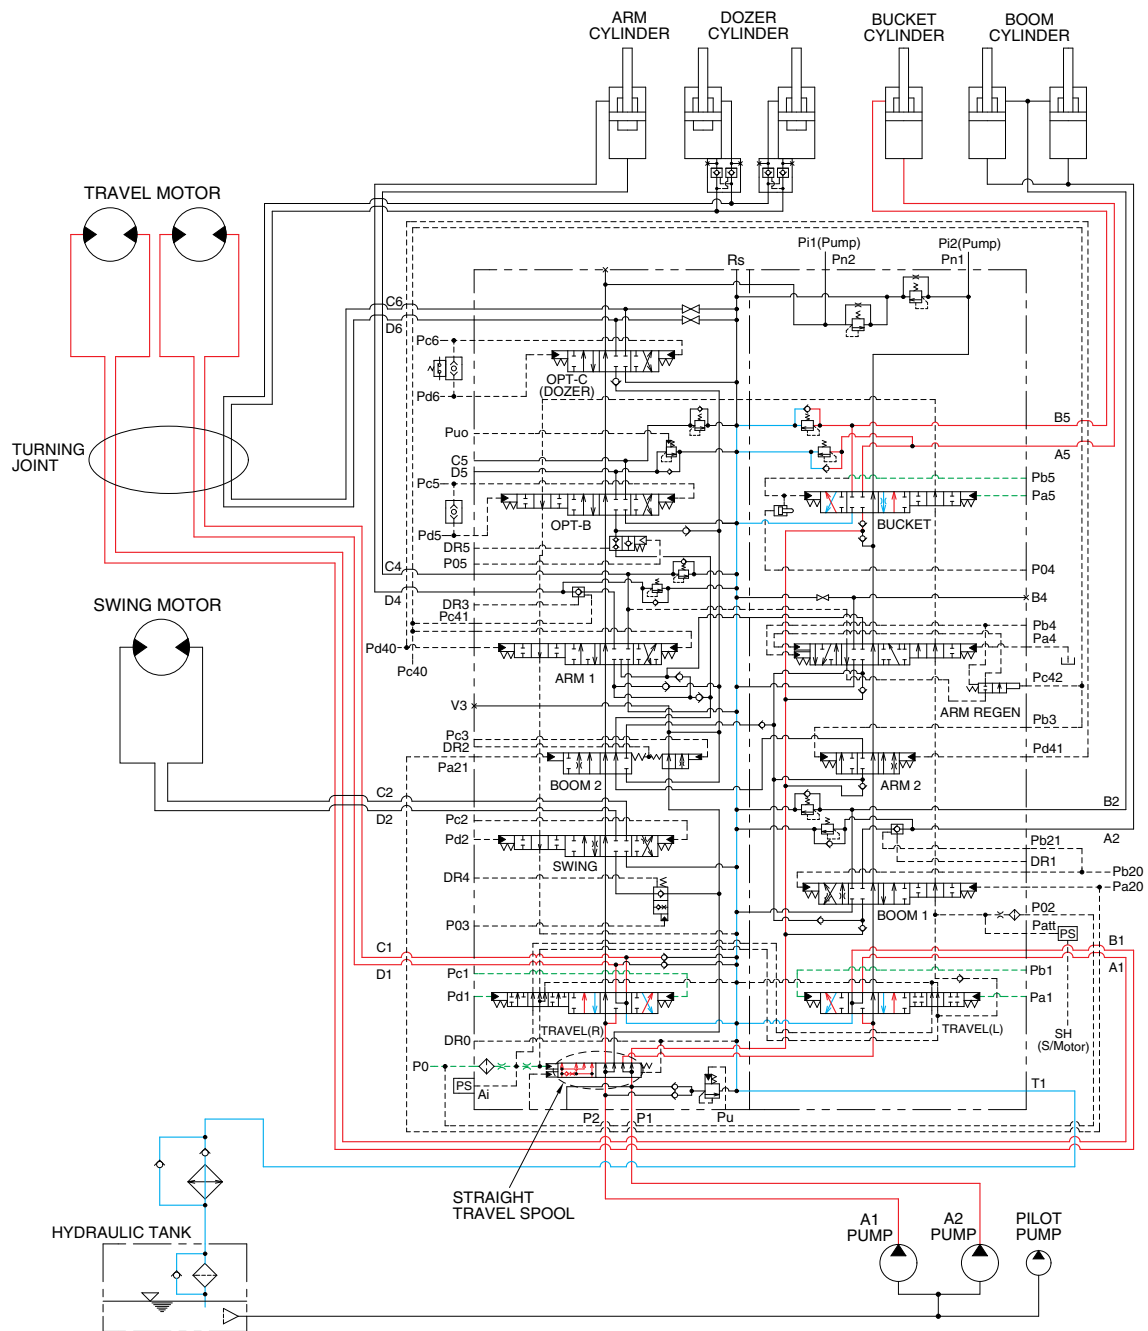 ARM
CYLINDER
DOZER
CYLINDER
BUCKET
CYLINDER
BOOM
CYLINDER
TRAVEL MOTOR
Pi1(Pump)
Pn2
Pi2(Pump)
Pn1
Rs
C6
D6
Pc6
Pd6
OPT-C
(DOZER)
TURNING
JOINT
Puo
C5
D5
Pc5
Pd5
OPT-B
DR5
P05
B5
A5
Pb5
Pa5
BUCKET
P04
C4
D4
DR3
Pc41
Pd40
Pc40
ARM 1
B4
Pb4
Pa4
Pc42
ARM REGEN
SWING MOTOR
V3
Pc3
DR2
Pa21
BOOM 2
Pb3
Pd41
ARM 2
C2
D2
Pc2
Pd2
SWING
DR4
P03
B2
A2
Pb21
DR1
Pb20
Pa20
BOOM 1
P02
Patt
PS
C1
D1
Pc1
Pd1
TRAVEL(R)
B1
A1
Pb1
Pa1
TRAVEL(L)
SH
(S/Motor)
DR0
P0
PS
Ai
T1
P2
P1
Pu
STRAIGHT
TRAVEL SPOOL
HYDRAULIC TANK
A1
PUMP
A2
PUMP
PILOT
PUMP